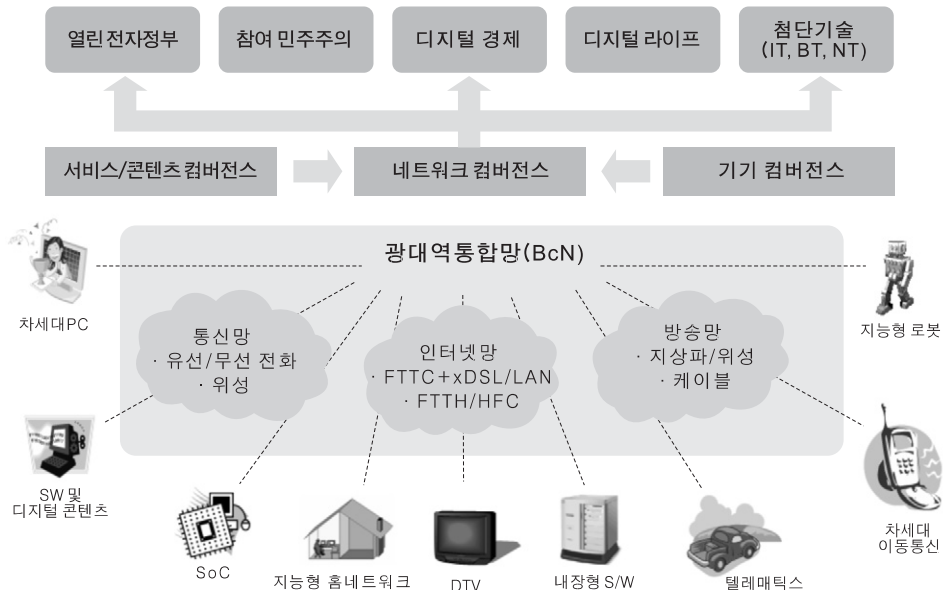 열린전자정부
참여 민주주의
디지털 경제
디지털 라이프
첨단기술
(IT, BT, NT)
서비스/콘텐츠컴버전스
네트워크컴버전스
기기 컴버전스
광대역통합망(BcN)
차세대PC
지능형 로봇
통신망
· 유선/무선 전화
· 위성
인터넷망
· FTTC+xDSL/LAN
· FTTH/HFC
방송망
· 지상파/위성
· 케이블
SW 및
디지털 콘텐츠
차세대
이동통신
SoC
지능형 홈네트워크
DTV
내장형 S/W
텔레매틱스